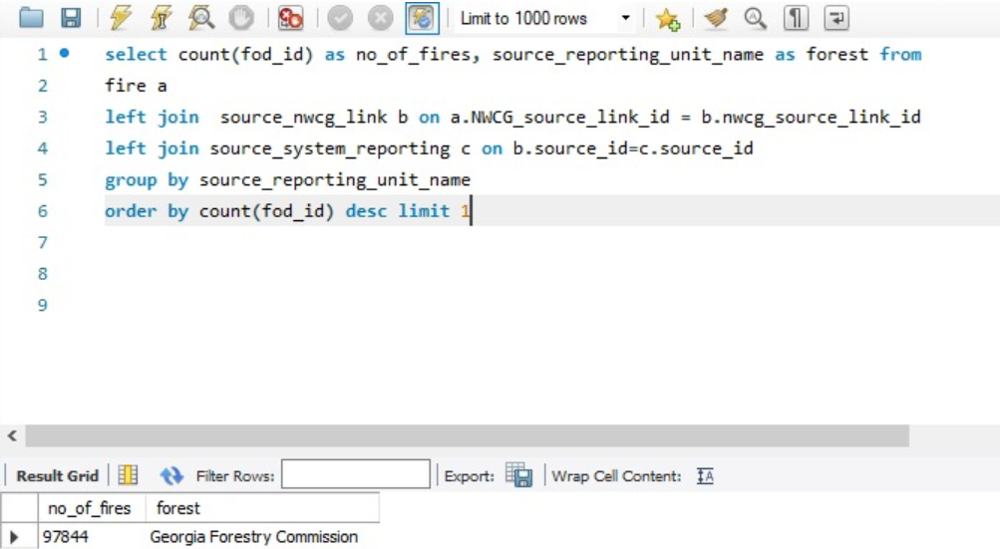 Limit to 1000 rows
1 select count(fod_id) as no_of_fires, source_reporting_unit_name as forest from
2 fire a
3 left join  source_nwcg_link b on a.NWCG_source_link_id = b.nwcg_source_link_id
4 left join source_system_reporting c on b.source_id=c.source_id
5 group by source_reporting_unit_name
6 order by count(fod_id) desc limit 1
7
8
9
Result Grid Filter Rows: Export: Wrap Cell Content: IA
no_of_fires forest
97844 Georgia Forestry Commission